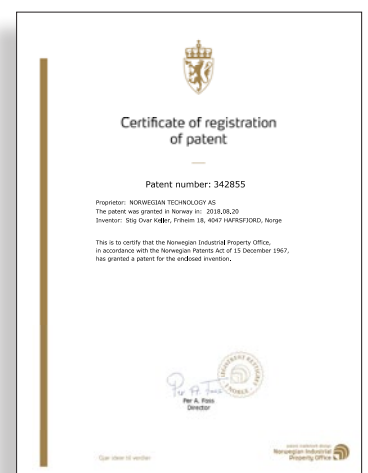 Certificate of registration
of patent
Patent number: 342855
Proprietor: NORWEGIAN TECHNOLOGY AS
The patent was granted in Norway in: 2018.08.20
Inventor: Stig Ovar Keller, Friheim 18, 4047 HAFRSFJORD, Norge
This is to certify that the Norwegian Industrial Property Office,
in accordance with the Norwegian Patents Act of 15 December 1967,
has granted a patent for the enclosed invention.
Per A. Foss
Per A. Foss
Director
Norwegian Industrial
Property Office